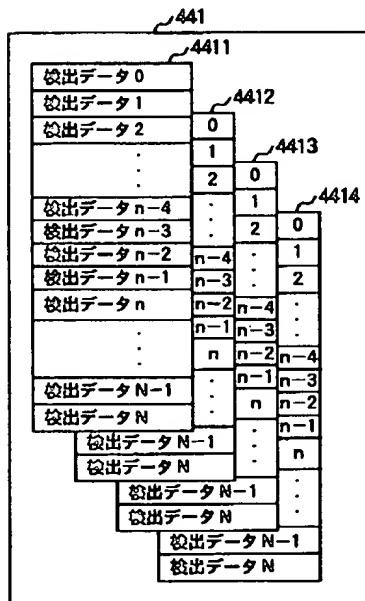 441
4411
検出データ 0
検出データ 1
検出データ 2
検出データ n-4
検出データ n-3
検出データ n-2
検出データ n-1
検出データ n
検出データ N-1
検出データ N
4412
0
1
2
n-4
n-3
n-2
n-1
n
検出データ N-1
検出データ N
4413
0
1
2
n-4
n-3
n-2
n-1
n
検出データ N-1
検出データ N
4414
0
1
2
n-4
n-3
n-2
n-1
n
検出データ N-1
検出データ N